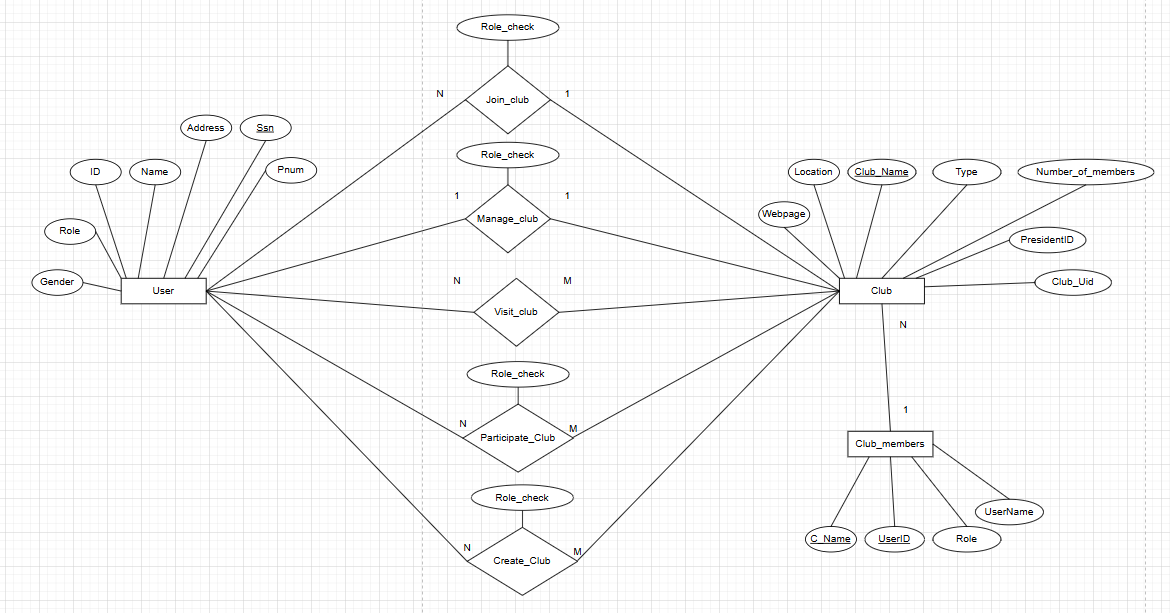 Role_check
N
Join_club
1
Address
Ssn
Role_check
ID
Name
Pnum
Location
Club_Name
Type
Number_of_members
1
1
Webpage
Manage_club
Role
PresidentID
Gender
N
M
Club_Uid
User
Club
Visit_club
N
Role_check
1
N
M
Participate_Club
Club_members
Role_check
UserName
C_Name
UserID
Role
N
M
Create_Club